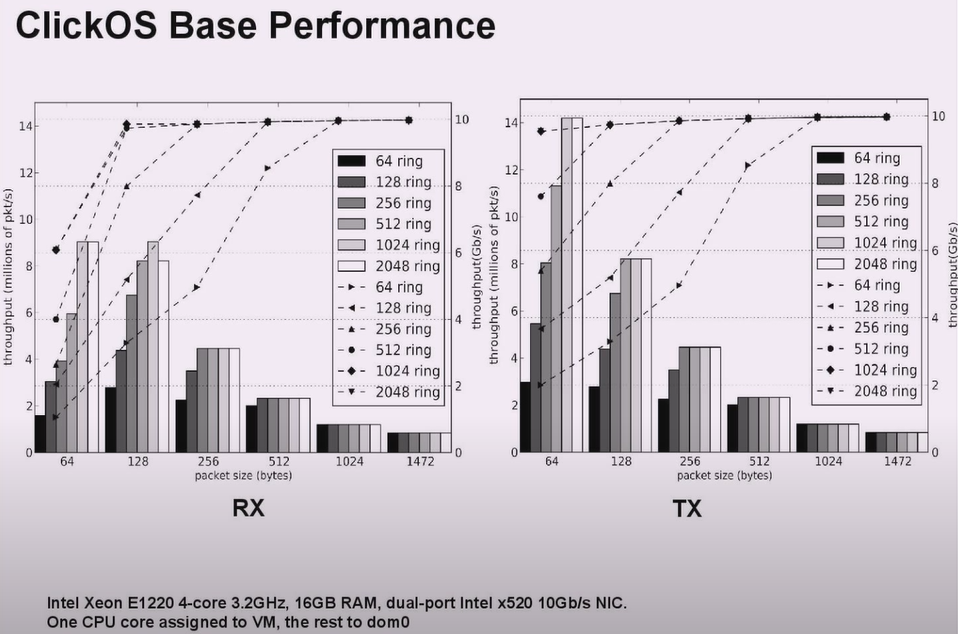 ClickOS Base Performance
throughput (millions of pkt/s)
14
12
10
8
6
4
2
0
64 ring
128 ring
256 ring
512 ring
1024 ring
2048 ring
64 ring
128 ring
256 ring
512 ring
1024 ring
2048 ring
10
8
6
4
2
0
throughput(Gb/s)
64 128 256 512 1024 1472
packet size (bytes)
RX
throughput (millions of pkt/s)
14
12
10
8
6
4
2
0
64 ring
128 ring
256 ring
512 ring
1024 ring
2048 ring
64 ring
128 ring
256 ring
512 ring
1024 ring
2048 ring
10
8
6
4
2
0
throughput(Gb/s)
64 128 256 512 1024 1472
packet size (bytes)
TX
Intel Xeon E1220 4-core 3.2GHz, 16GB RAM, dual-port Intel x520 10Gb/s NIC.
One CPU core assigned to VM, the rest to dom0